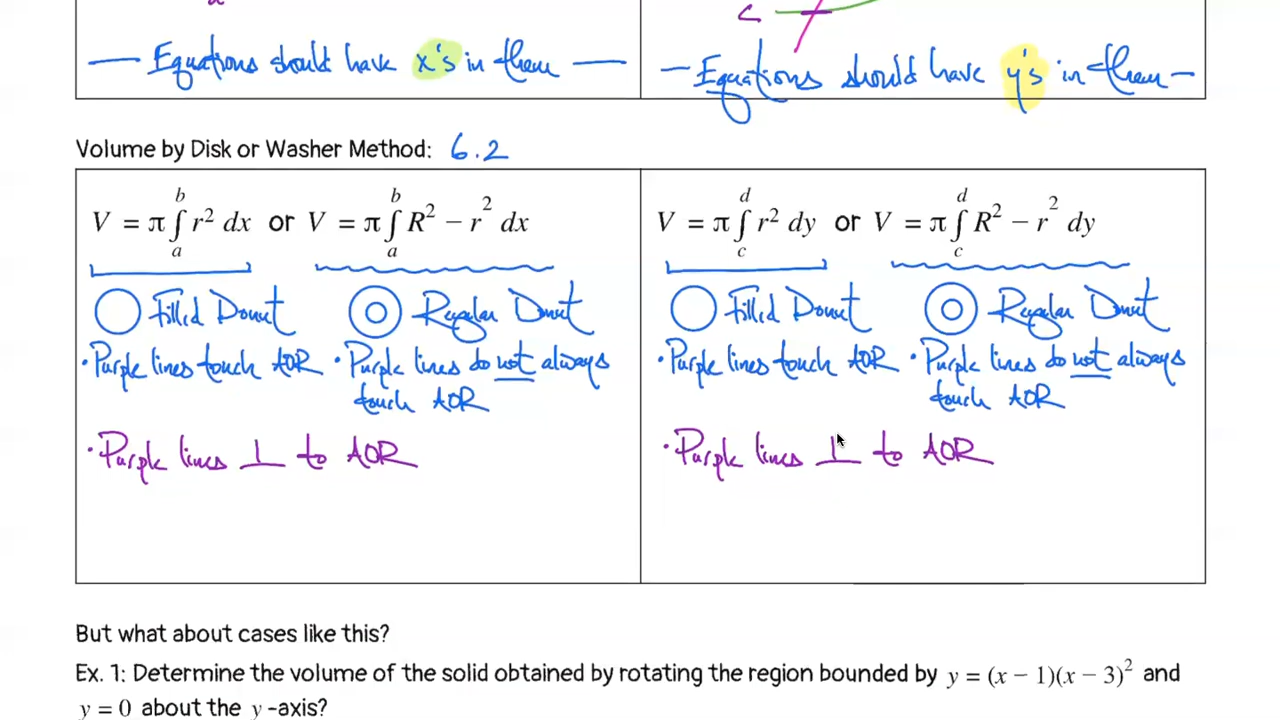 — Equations should have x's in them —
c
— Equations should have y's in them —
Volume by Disk or Washer Method: 6.2
V = π ∫_a^b r² dx or V = π ∫_a^b R² − r² dx
Filled Donut
Regular Donut
• Purple lines touch AOR
• Purple lines do not always
touch AOR
• Purple lines ⊥ to AOR
V = π ∫_c^d r² dy or V = π ∫_c^d R² − r² dy
Filled Donut
Regular Donut
• Purple lines touch AOR
• Purple lines do not always
touch AOR
• Purple lines ⊥ to AOR
But what about cases like this?
Ex. 1: Determine the volume of the solid obtained by rotating the region bounded by y = (x − 1)(x − 3)² and
y = 0 about the y-axis?